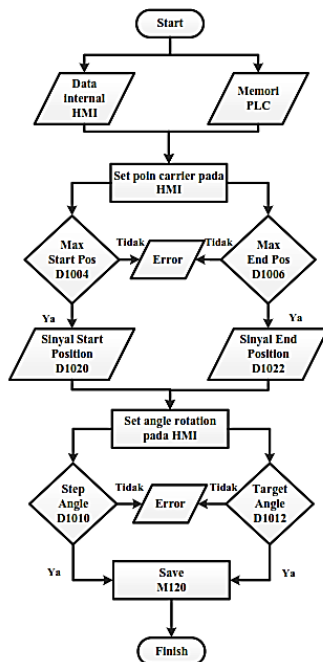 Start
Data
internal
HMI
Memori
PLC
Set poin carrier pada
HMI
Max
Start Pos
D1004
Tidak
Error
Tidak
Max
End Pos
D1006
Ya
Ya
Sinyal Start
Position
D1020
Sinyal End
Position
D1022
Set angle rotation
pada HMI
Step
Angle
D1010
Tidak
Error
Tidak
Target
Angle
D1012
Ya
Save
M120
Ya
Finish